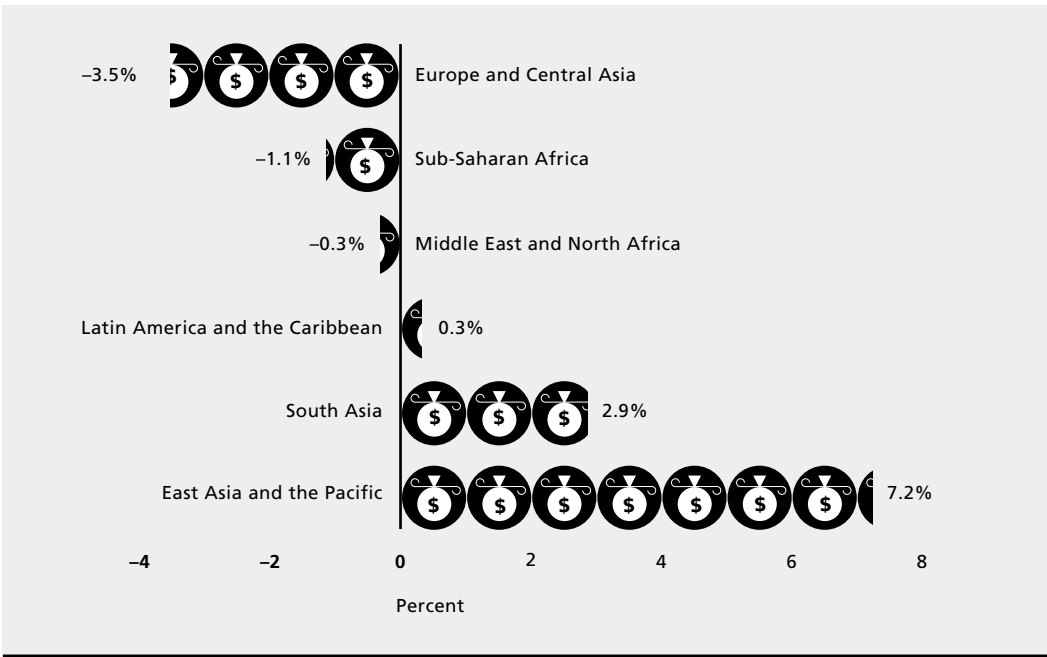 –3.5% Europe and Central Asia
–1.1% Sub-Saharan Africa
–0.3% Middle East and North Africa
Latin America and the Caribbean 0.3%
South Asia 2.9%
East Asia and the Pacific 7.2%
–4 –2 0 2 4 6 8
Percent